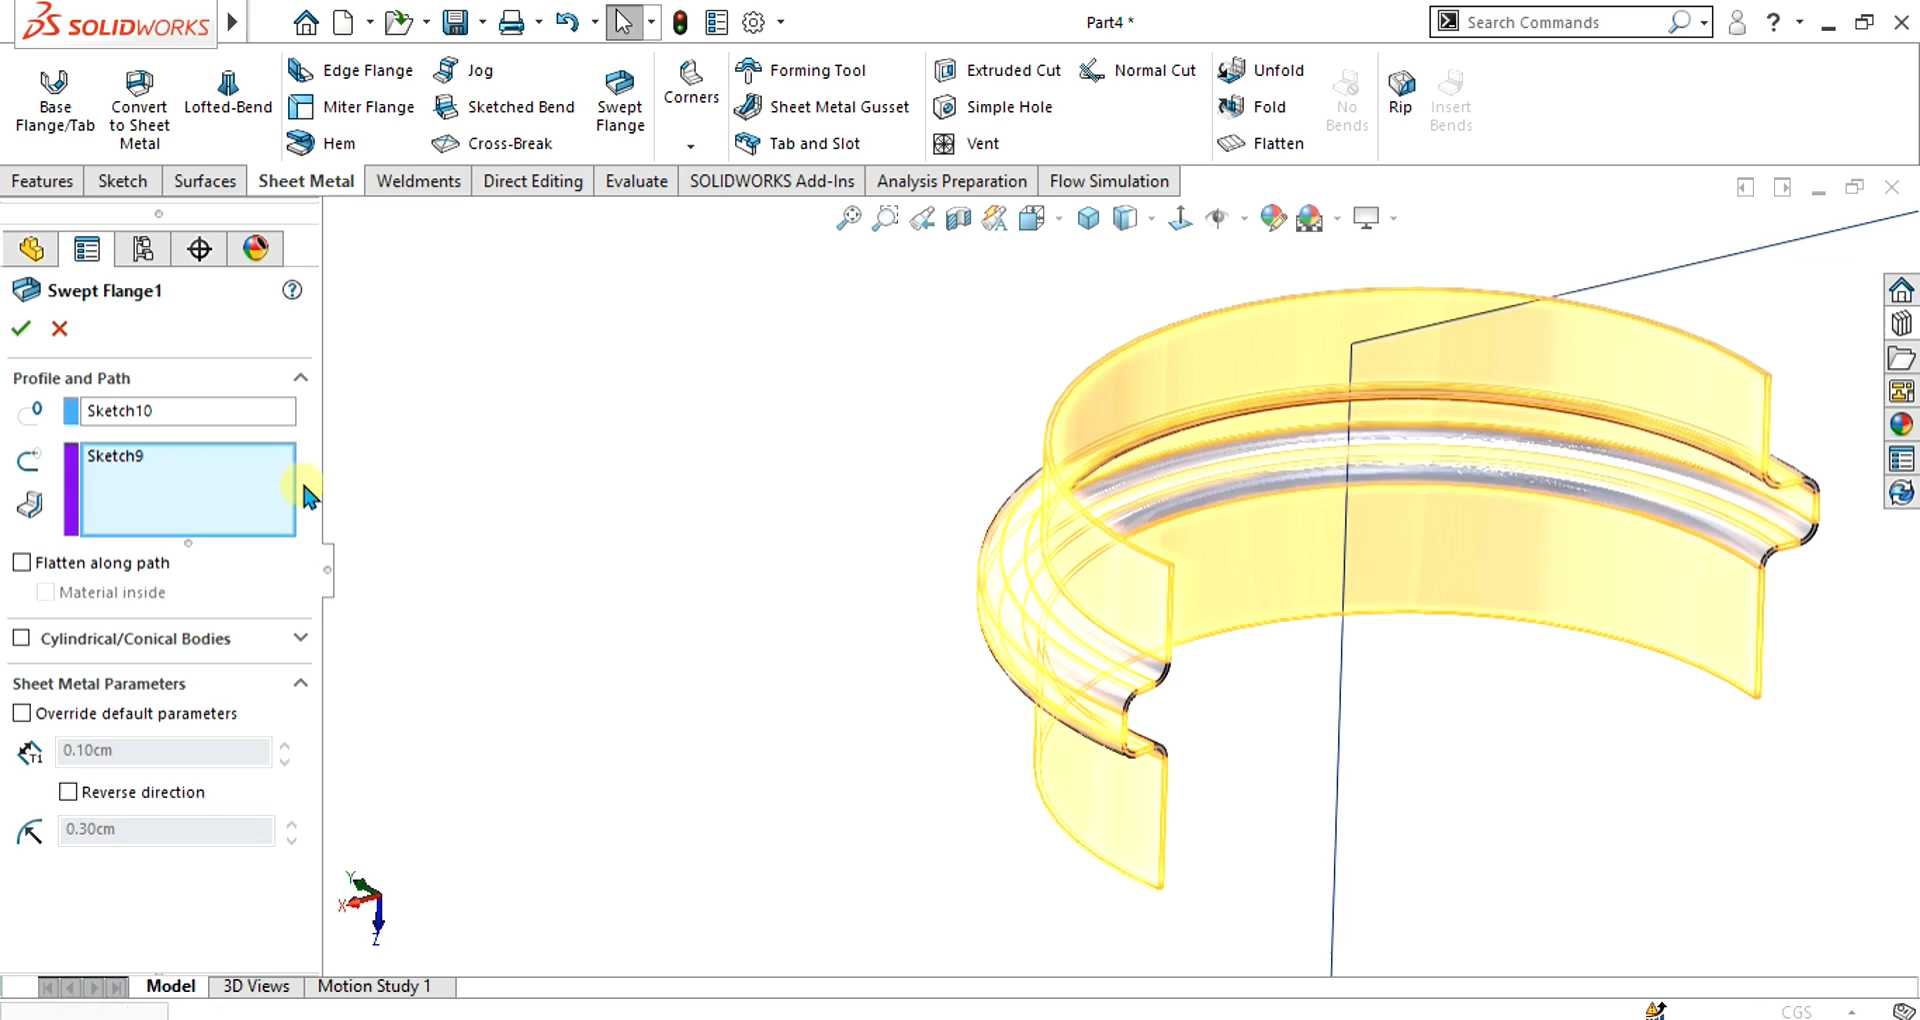 SOLIDWORKS
Part4 *
Search Commands
?
Base Flange/Tab
Convert to Sheet Metal
Lofted-Bend
Edge Flange
Miter Flange
Hem
Jog
Sketched Bend
Cross-Break
Swept Flange
Corners
Forming Tool
Sheet Metal Gusset
Tab and Slot
Extruded Cut
Simple Hole
Vent
Normal Cut
Unfold
Fold
Flatten
No Bends
Rip
Insert Bends
Features
Sketch
Surfaces
Sheet Metal
Weldments
Direct Editing
Evaluate
SOLIDWORKS Add-Ins
Analysis Preparation
Flow Simulation
Swept Flange1
?
Profile and Path
Sketch10
Sketch9
Flatten along path
Material inside
Cylindrical/Conical Bodies
Sheet Metal Parameters
Override default parameters
T1
0.10cm
Reverse direction
0.30cm
Y
X
Z
Model
3D Views
Motion Study 1
CGS